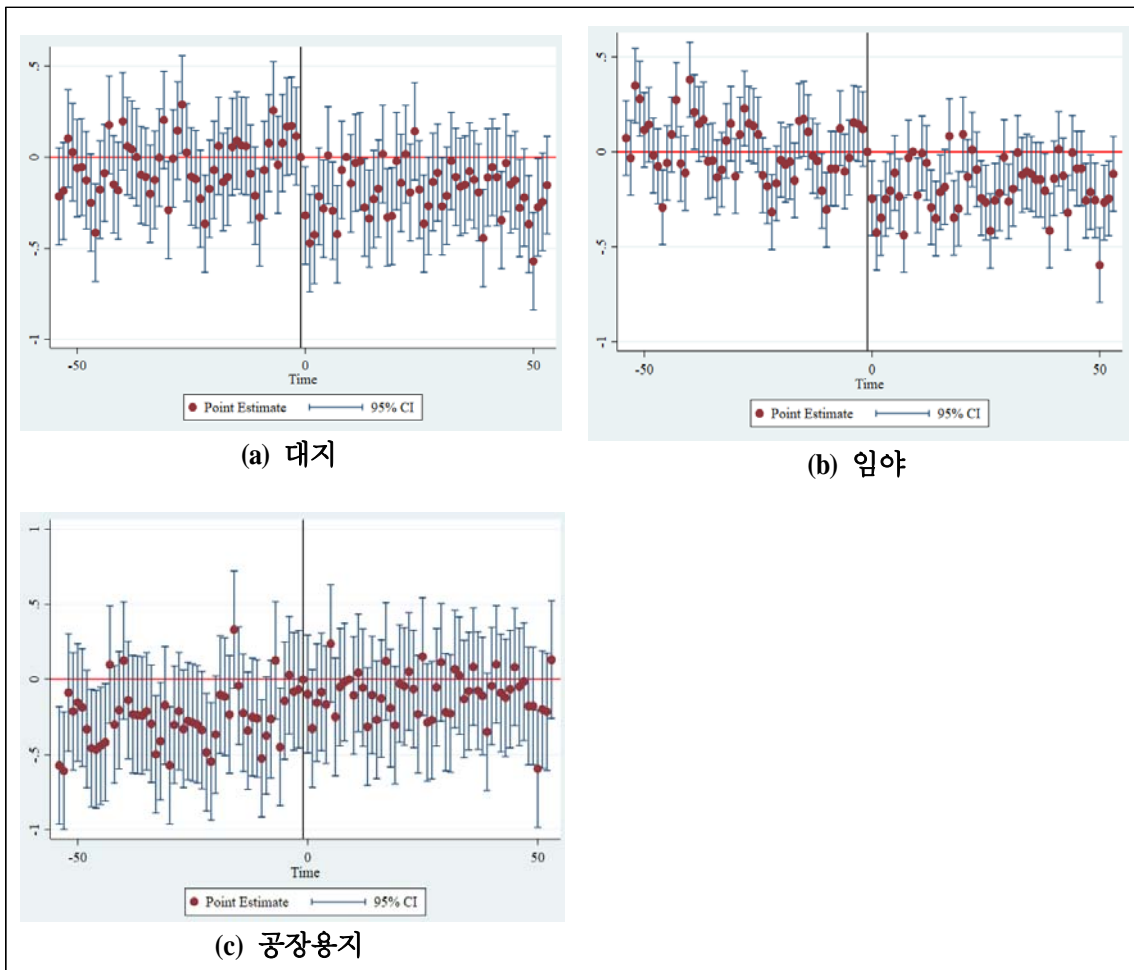 .5
0
-.5
-1
-50
0
50
Time
Point Estimate
95% CI
(a) 대지
.5
0
-.5
-1
-50
0
50
Time
Point Estimate
95% CI
(b) 임야
1
.5
0
-.5
-1
-50
0
50
Time
Point Estimate
95% CI
(c) 공장용지